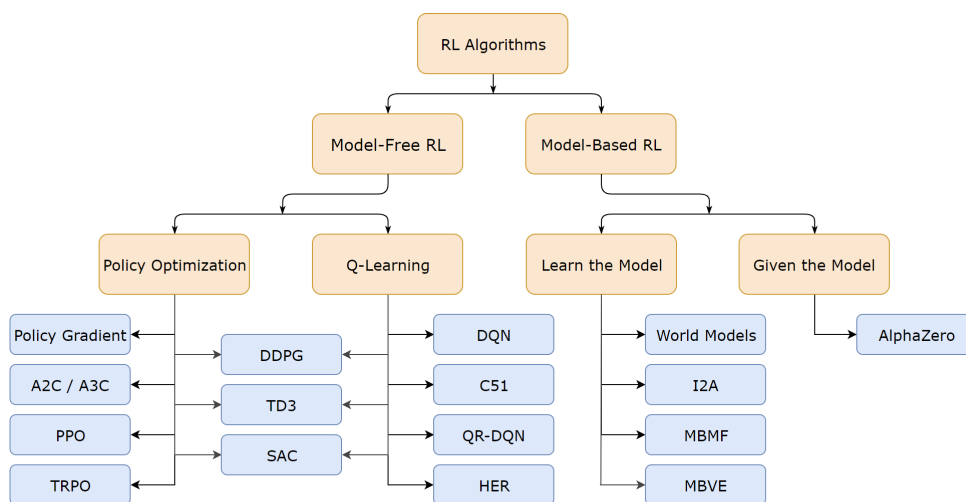 RL Algorithms
Model-Free RL
Model-Based RL
Policy Optimization
Q-Learning
Learn the Model
Given the Model
Policy Gradient
DQN
World Models
AlphaZero
DDPG
A2C / A3C
C51
I2A
TD3
PPO
QR-DQN
MBMF
SAC
TRPO
HER
MBVE